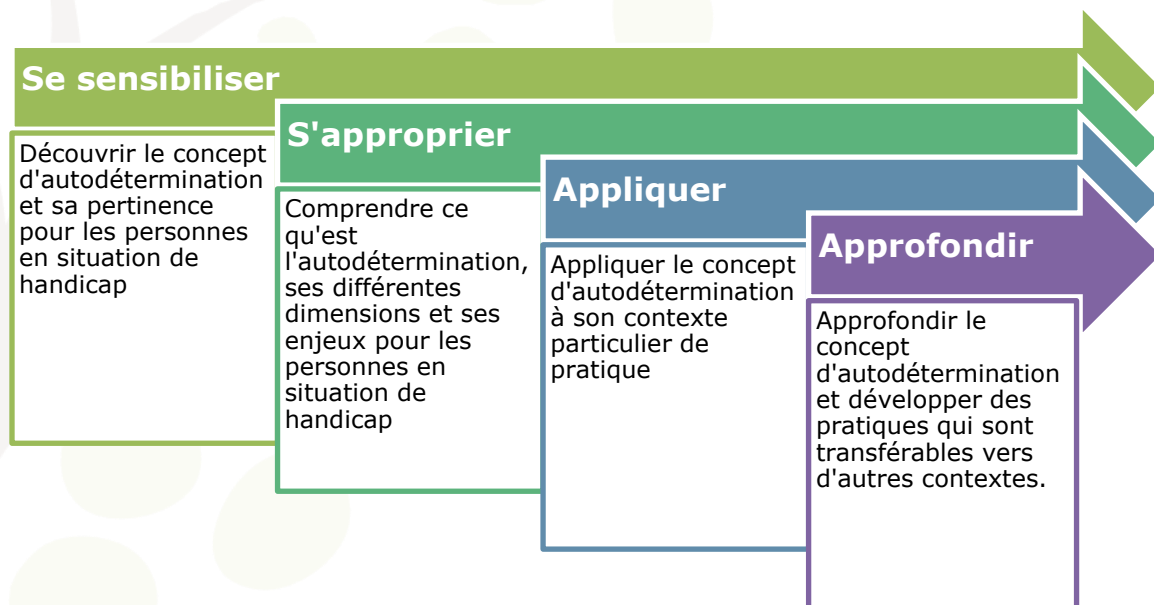 Se sensibiliser
Découvrir le concept
d'autodétermination
et sa pertinence
pour les personnes
en situation de
handicap
S'approprier
Comprendre ce
qu'est
l'autodétermination,
ses différentes
dimensions et ses
enjeux pour les
personnes en
situation de
handicap
Appliquer
Appliquer le concept
d'autodétermination
à son contexte
particulier de
pratique
Approfondir
Approfondir le
concept
d'autodétermination
et développer des
pratiques qui sont
transférables vers
d'autres contextes.